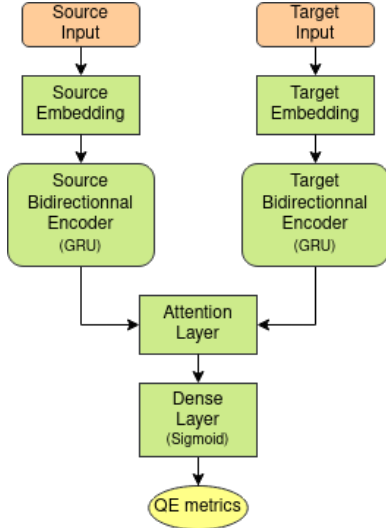 Source
Input
Target
Input
Source
Embedding
Target
Embedding
Source
Bidirectionnal
Encoder
(GRU)
Target
Bidirectional
Encoder
(GRU)
Attention
Layer
Dense
Layer
(Sigmoid)
QE metrics